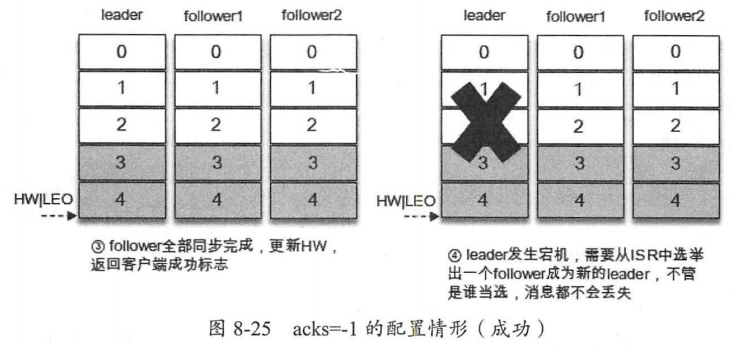 leader follower1 follower2 leader follower1 follower2
0 0 0 0 0 0
1 1 1 1 1 1
2 2 2 2 2
3 3 3 3 3 3
HW|LEO 4 4 4 HW|LEO 4 4 4
③ follower全部同步完成，更新HW，
返回客户端成功标志
④ leader发生宕机，需要从ISR中选举
出一个follower成为新的leader，不管
是谁当选，消息都不会丢失
图 8-25 acks=-1 的配置情形（成功）